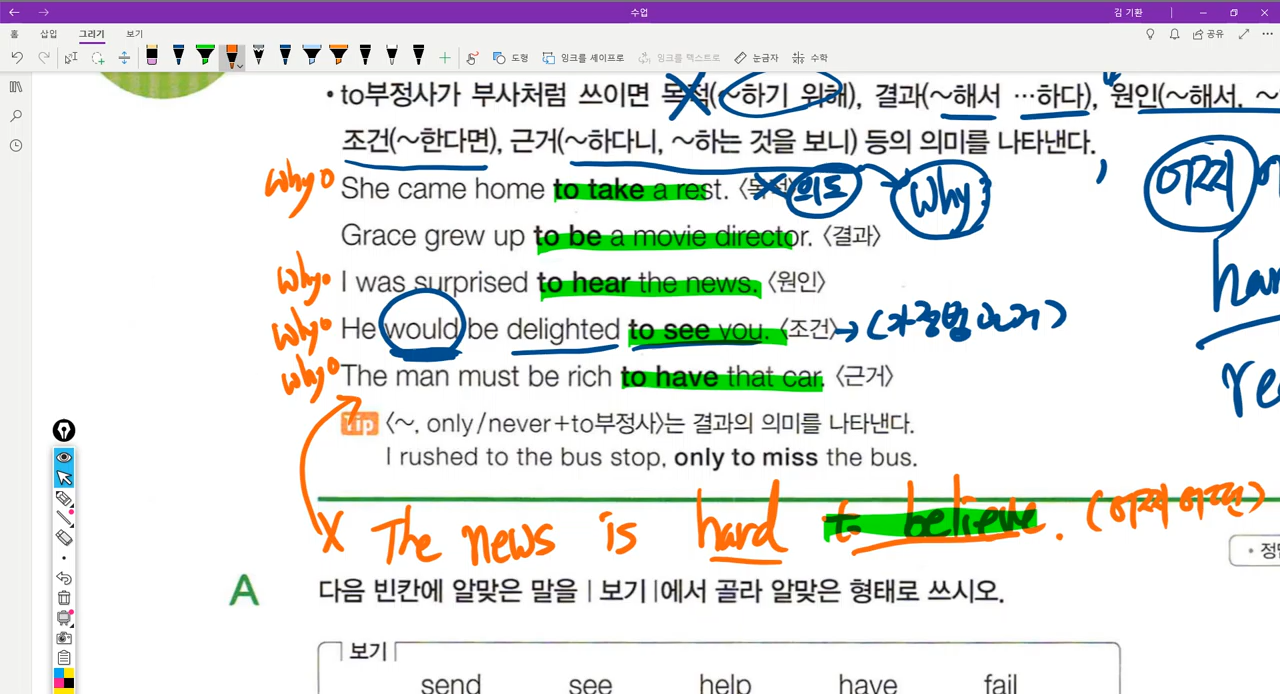 수업
김 기환
홈 삽입 그리기 보기
공유
도형 잉크를 셰이프로 잉크를 텍스트로 눈금자 수학
• to부정사가 부사처럼 쓰이면 목적(~하기 위해), 결과(~해서 …하다), 원인(~해서, ~
조건(~한다면), 근거(~하다니, ~하는 것을 보니) 등의 의미를 나타낸다.
why She came home to take a rest. <목적> 의도 why?
어찌
Grace grew up to be a movie director. <결과>
why I was surprised to hear the news. <원인>
why He would be delighted to see you. <조건> → (가정법
The man must be rich to have that car. <근거>
why
Tip <~, only/never+to부정사>는 결과의 의미를 나타낸다.
I rushed to the bus stop, only to miss the bus.
X The news is hard to believe. (어찌 어떠한)
• 정답
A 다음 빈칸에 알맞은 말을 | 보기 |에서 골라 알맞은 형태로 쓰시오.
보기
send see help have fail